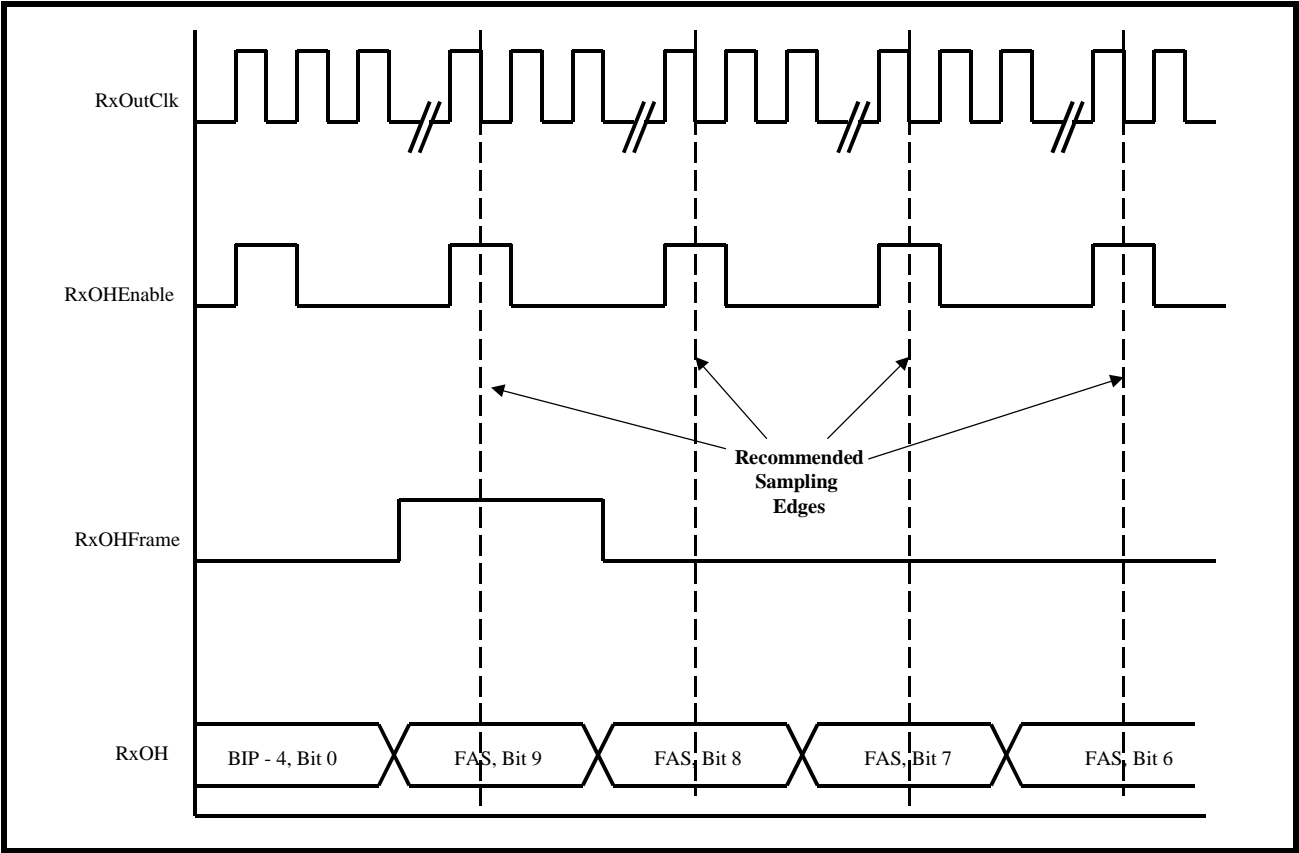 RxOutClk
RxOHEnable
Recommended
Sampling
Edges
RxOHFrame
RxOH
BIP - 4, Bit 0
FAS, Bit 9
FAS, Bit 8
FAS, Bit 7
FAS, Bit 6